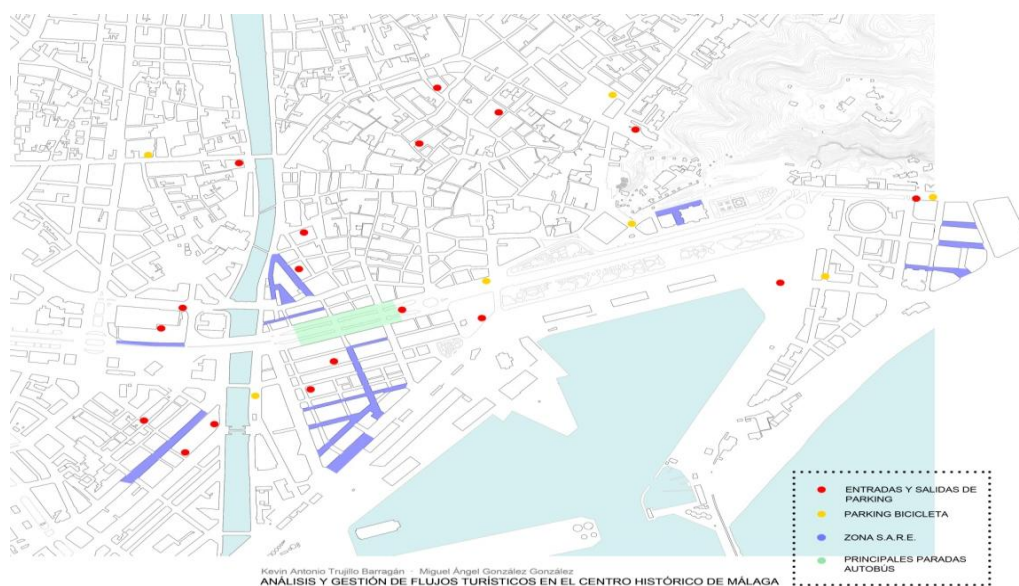 ENTRADAS Y SALIDAS DE
PARKING
PARKING BICICLETA
ZONA S.A.R.E.
PRINCIPALES PARADAS
AUTOBÚS
Kevin Antonio Trujillo Barragán · Miguel Ángel González González
ANÁLISIS Y GESTIÓN DE FLUJOS TURÍSTICOS EN EL CENTRO HISTÓRICO DE MÁLAGA